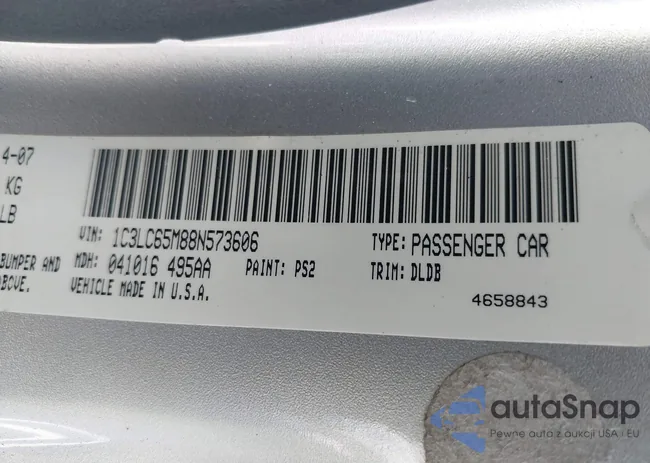 4-07
KG
LB
VIN: 1C3LC65M88N573606
TYPE: PASSENGER CAR
BUMPER AND
MDH: 041016 495AA
PAINT: PS2
TRIM: DLDB
BOVE.
VEHICLE MADE IN U.S.A.
4658843
autaSnap
Pewne auta z aukcji USA i EU